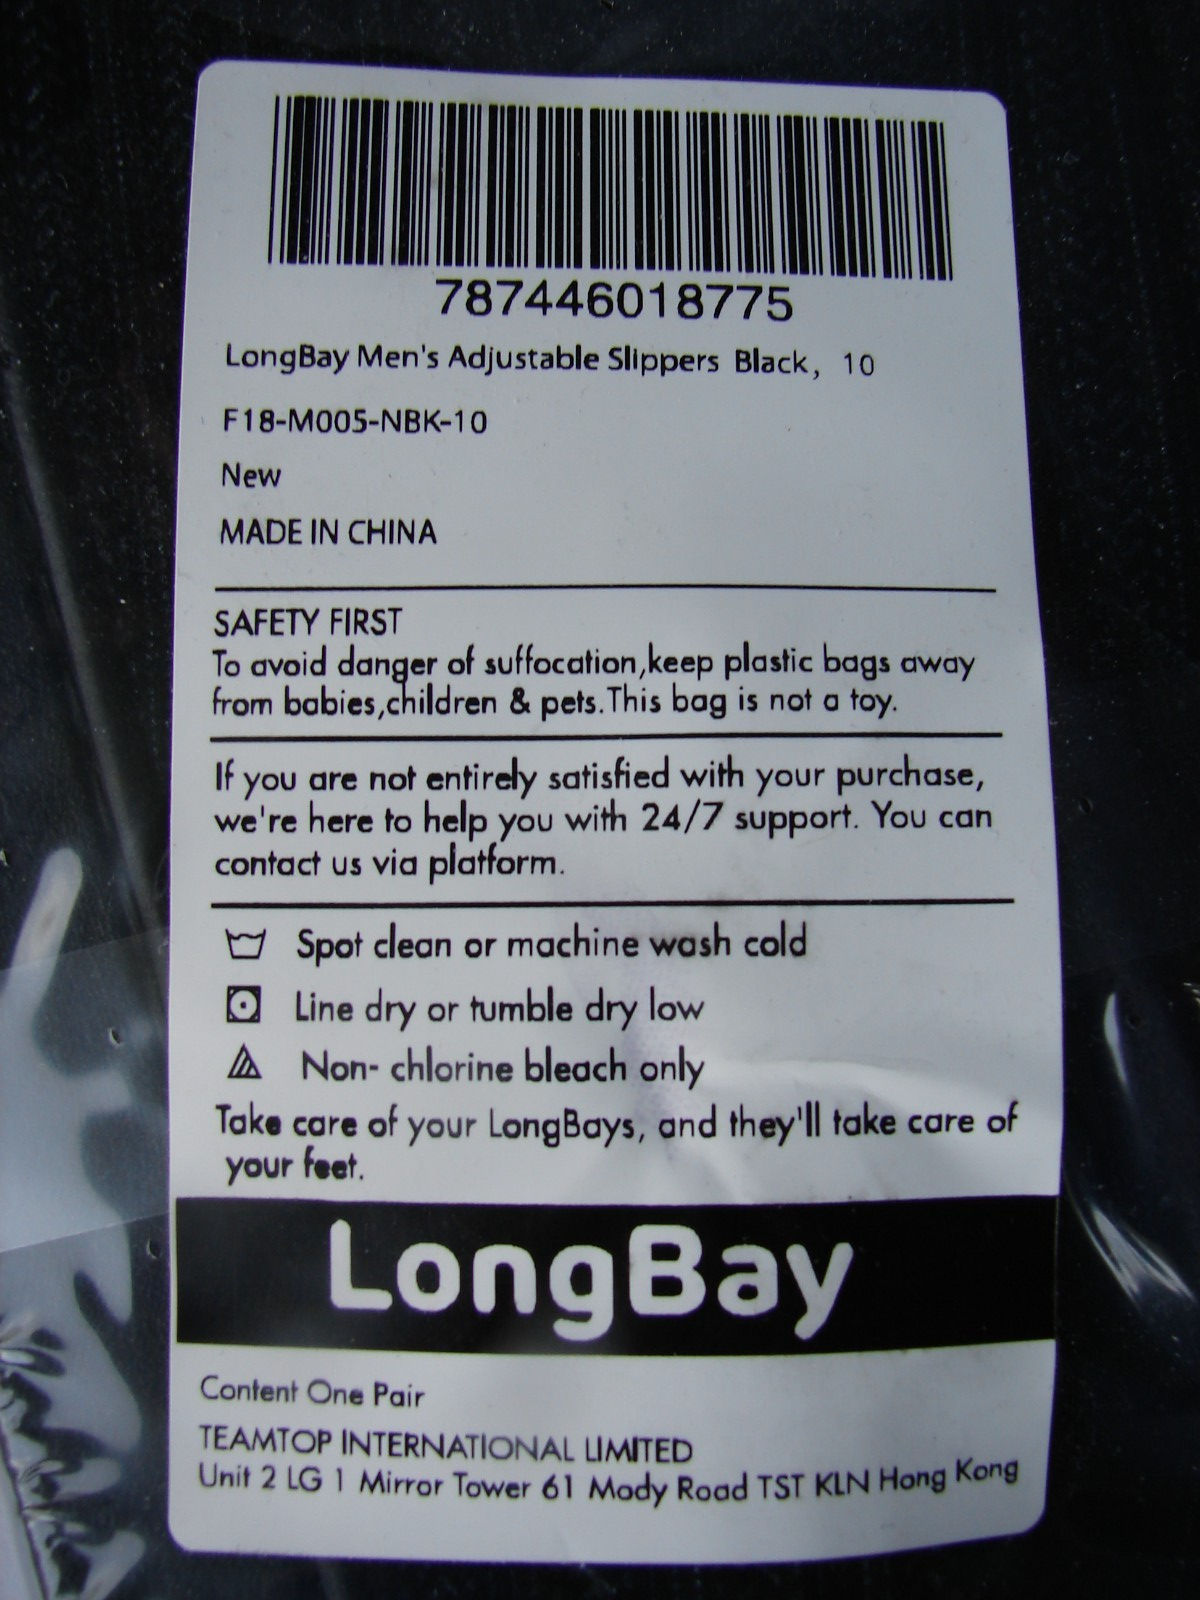 787446018775
LongBay Men's Adjustable Slippers Black, 10
F18-M005-NBK-10
New
MADE IN CHINA
SAFETY FIRST
To avoid danger of suffocation,keep plastic bags away
from babies,children & pets.This bag is not a toy.
If you are not entirely satisfied with your purchase,
we're here to help you with 24/7 support. You can
contact us via platform.
Spot clean or machine wash cold
Line dry or tumble dry low
Non- chlorine bleach only
Take care of your LongBays, and they'll take care of
your feet.
LongBay
Content One Pair
TEAMTOP INTERNATIONAL LIMITED
Unit 2 LG 1 Mirror Tower 61 Mody Road TST KLN Hong Kong